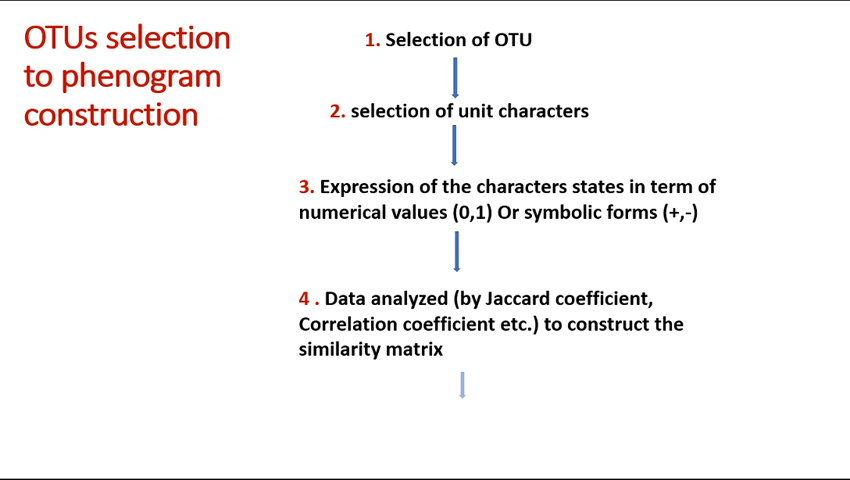 OTUs selection
to phenogram
construction
1. Selection of OTU
2. selection of unit characters
3. Expression of the characters states in term of
numerical values (0,1) Or symbolic forms (+,-)
4 . Data analyzed (by Jaccard coefficient,
Correlation coefficient etc.) to construct the
similarity matrix